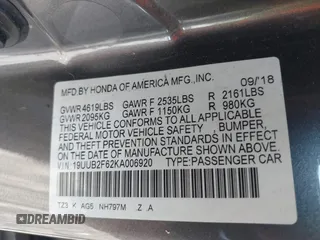 MFD.BY HONDA OF AMERICA MFG.,INC. 09/18
GVWR 4619LBS GAWR F 2535LBS R 2161LBS
GVWR 2095KG GAWR F 1150KG R 980KG
THIS VEHICLE CONFORMS TO ALL APPLICABLE
FEDERAL MOTOR VEHICLE SAFETY, BUMPER,
AND THEFT PREVENTION STANDARDS IN EFFECT
ON THE DATE OF MANUFACTURE SHOWN ABOVE.
V I N: 19UUB2F62KA006920 TYPE:PASSENGER CAR
TZ3 K AG5 NH797M .Z .A
DREAMBID